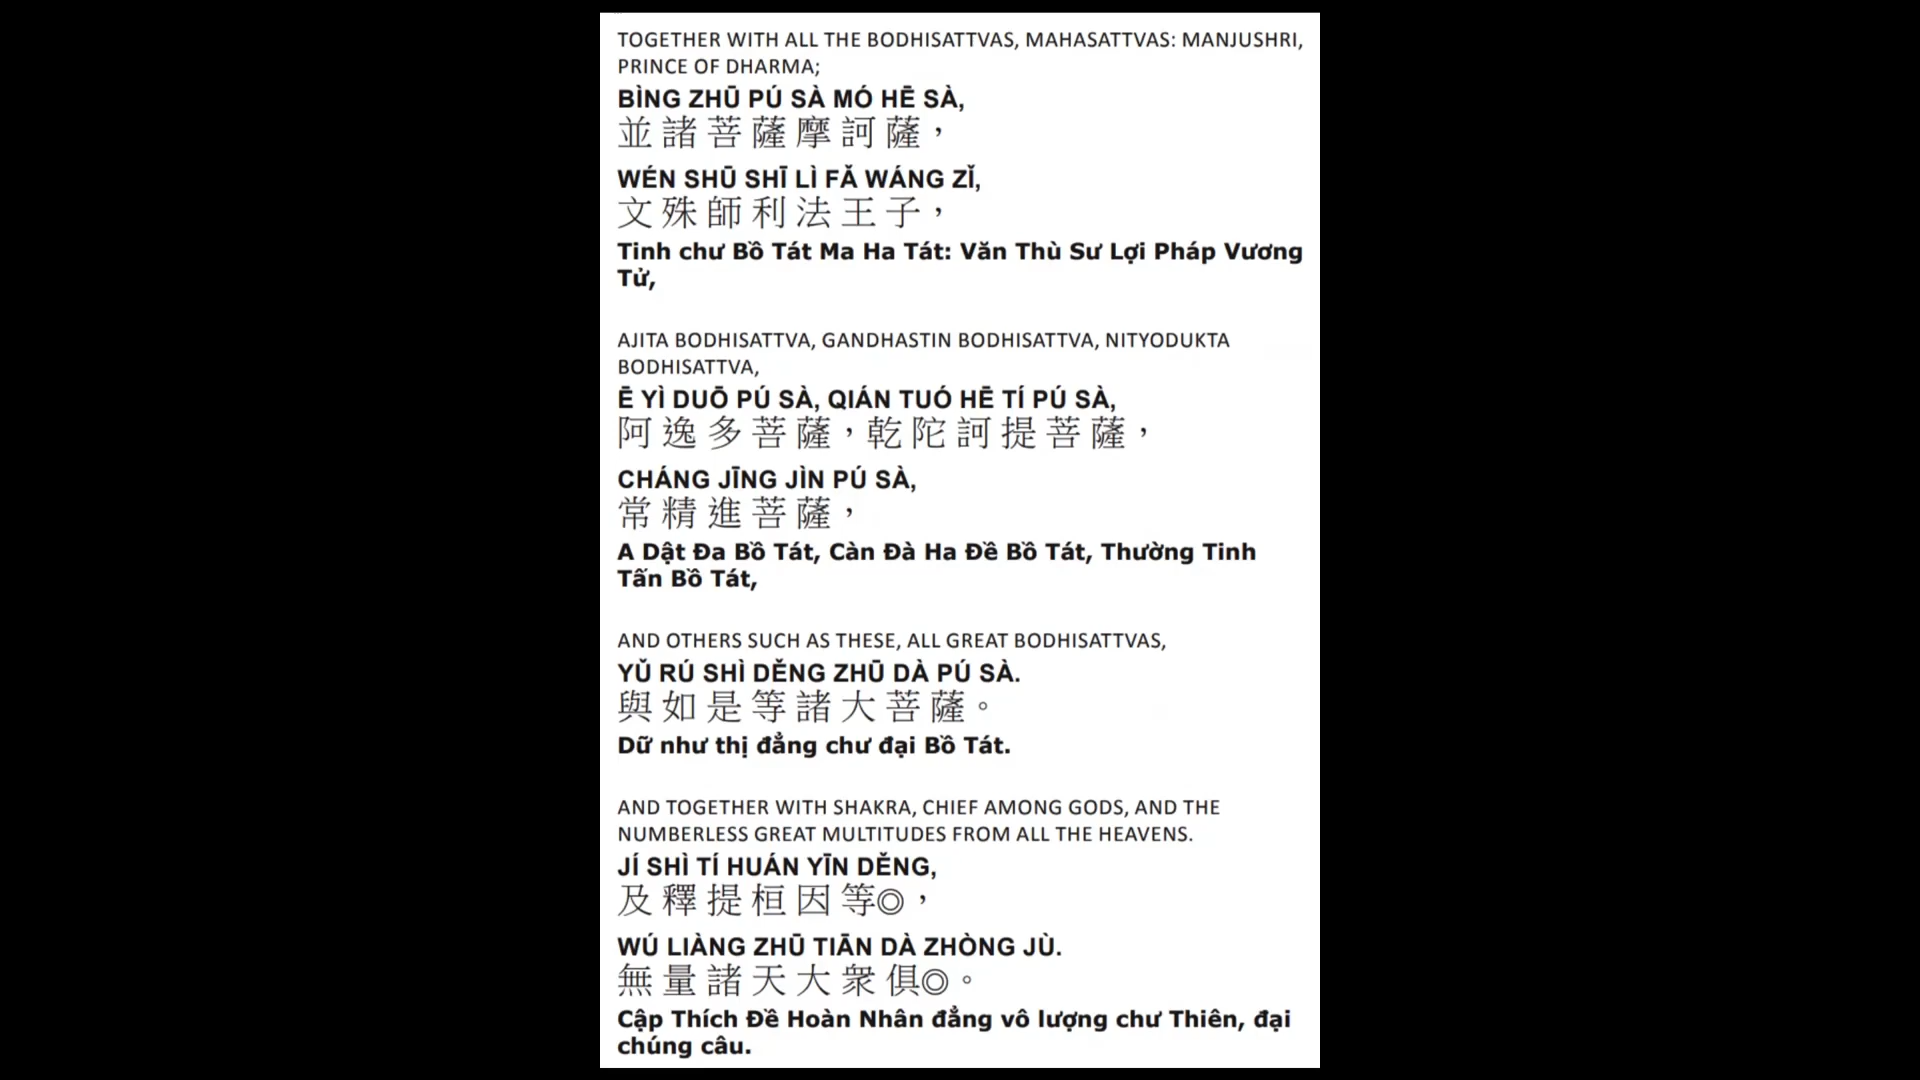 TOGETHER WITH ALL THE BODHISATTVAS, MAHASATTVAS: MANJUSHRI,
PRINCE OF DHARMA;
BÌNG ZHŪ PÚ SÀ MÓ HĒ SÀ,
並諸菩薩摩訶薩，
WÉN SHŪ SHĪ LÌ FǍ WÁNG ZǏ,
文殊師利法王子，
Tinh chư Bồ Tát Ma Ha Tát: Văn Thù Sư Lợi Pháp Vương
Tử,
AJITA BODHISATTVA, GANDHASTIN BODHISATTVA, NITYODUKTA
BODHISATTVA,
Ē YÌ DUŌ PÚ SÀ, QIÁN TUÓ HĒ TÍ PÚ SÀ,
阿逸多菩薩，乾陀訶提菩薩，
CHÁNG JĪNG JÌN PÚ SÀ,
常精進菩薩，
A Dật Đa Bồ Tát, Càn Đà Ha Đề Bồ Tát, Thường Tinh
Tấn Bồ Tát,
AND OTHERS SUCH AS THESE, ALL GREAT BODHISATTVAS,
YǓ RÚ SHÌ DĚNG ZHŪ DÀ PÚ SÀ.
與如是等諸大菩薩。
Dữ như thị đẳng chư đại Bồ Tát.
AND TOGETHER WITH SHAKRA, CHIEF AMONG GODS, AND THE
NUMBERLESS GREAT MULTITUDES FROM ALL THE HEAVENS.
JÍ SHÌ TÍ HUÁN YĪN DĚNG,
及釋提桓因等◎，
WÚ LIÀNG ZHŪ TIĀN DÀ ZHÒNG JÙ.
無量諸天大衆俱◎。
Cập Thích Đề Hoàn Nhân đẳng vô lượng chư Thiên, đại
chúng câu.